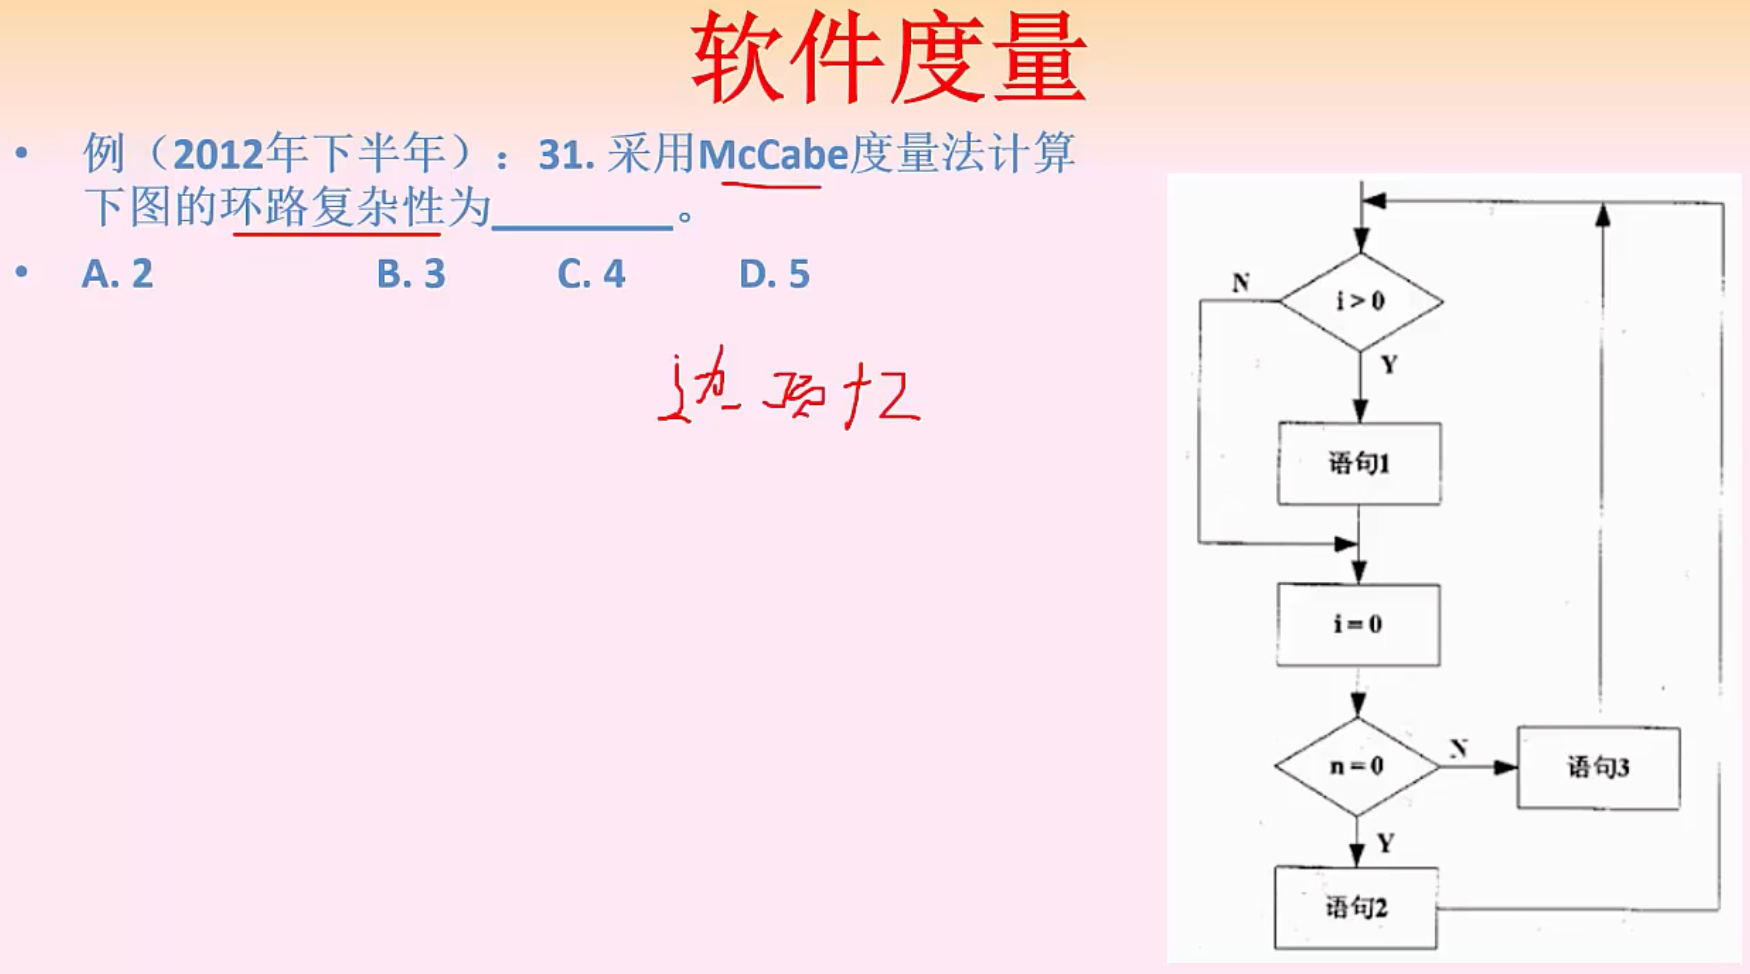 软件度量
• 例（2012年下半年）：31. 采用McCabe度量法计算
下图的环路复杂性为________。
• A. 2 B. 3 C. 4 D. 5
边-顶+2
i > 0
N
Y
语句1
i = 0
n = 0
N
语句3
Y
语句2